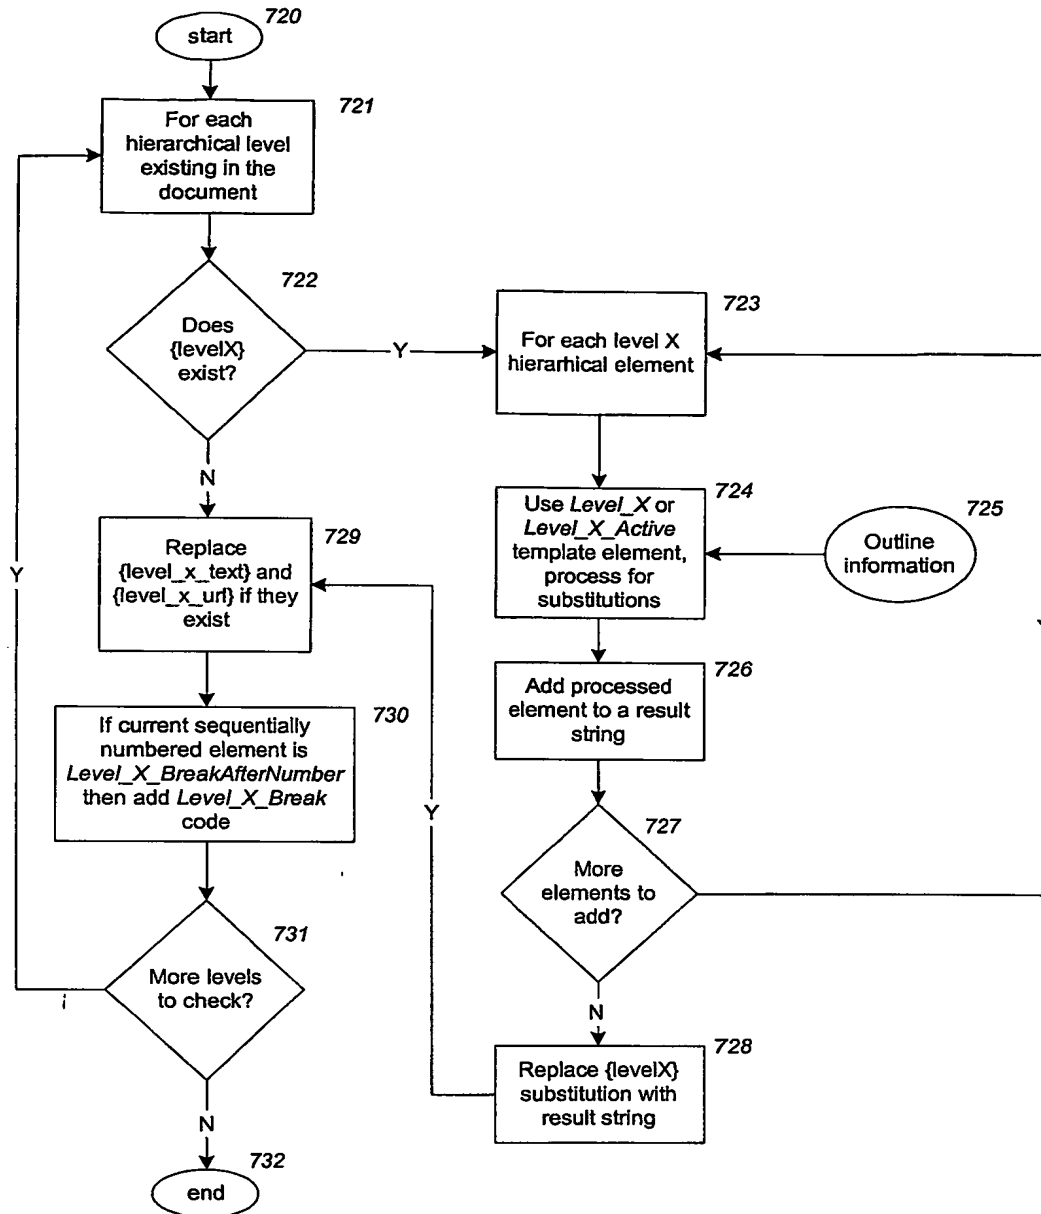 720
start
721
For each
hierarchical level
existing in the
document
722
Does
{levelX}
exist?
Y
723
For each level X
hierarhical element
N
724
Use Level_X or
Level_X_Active
template element,
process for
substitutions
725
Outline
information
729
Replace
{level_x_text} and
{level_x_url} if they
exist
Y
726
Add processed
element to a result
string
730
If current sequentially
numbered element is
Level_X_BreakAfterNumber
then add Level_X_Break
code
Y
727
More
elements to
add?
731
More levels
to check?
N
728
Replace {levelX}
substitution with
result string
N
732
end